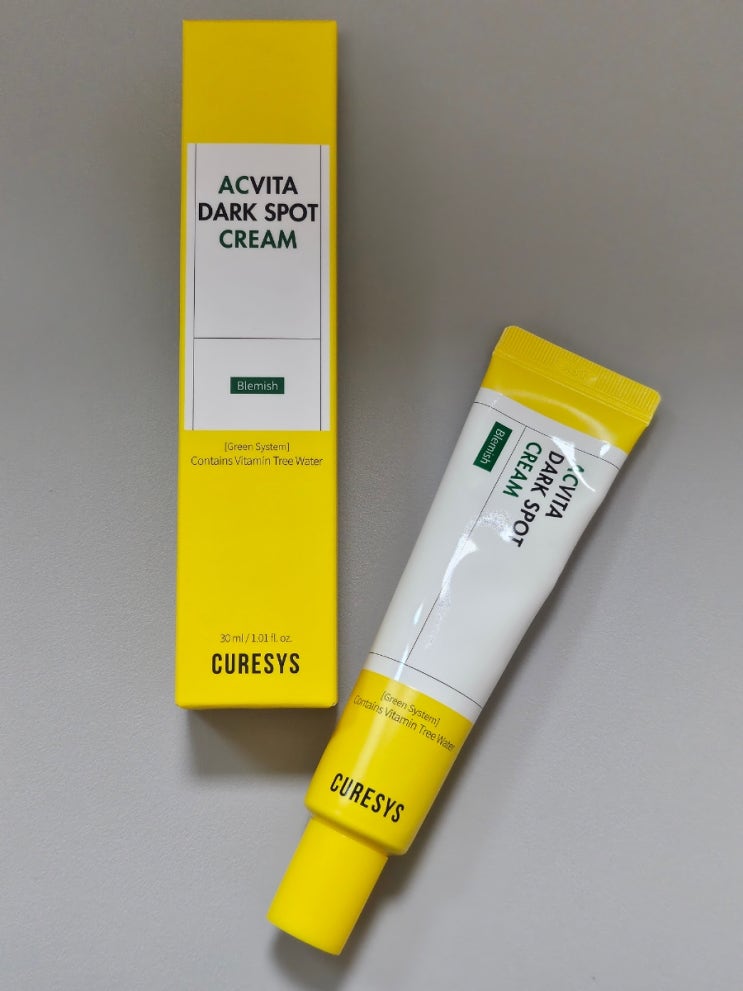 ACVITA
DARK SPOT
CREAM
Blemish
[Green System]
Contains Vitamin Tree Water
30 ml / 1.01 fl. oz.
CURESYS
ACVITA
DARK SPOT
CREAM
Blemish
[Green System]
Contains Vitamin Tree Water
CURESYS